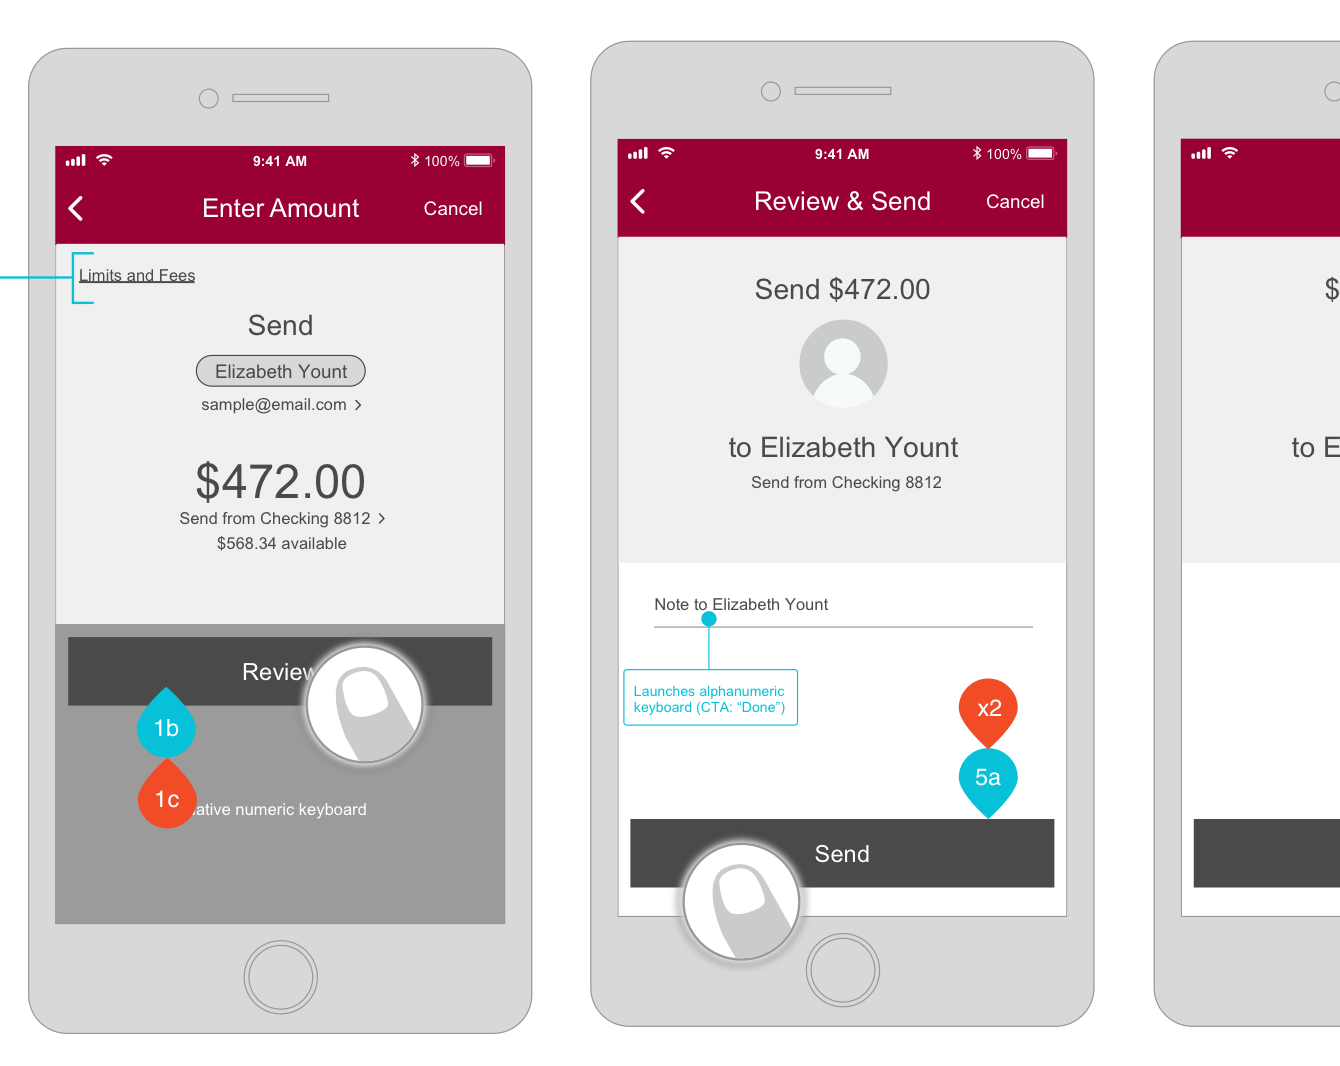 9:41 AM
100%
Enter Amount
Cancel
Limits and Fees
Send
Elizabeth Yount
sample@email.com
$472.00
Send from Checking 8812
$568.34 available
Review
1b
1c
numeric keyboard
9:41 AM
100%
Review & Send
Cancel
Send $472.00
to Elizabeth Yount
Send from Checking 8812
Note to Elizabeth Yount
Launches alphanumeric
keyboard (CTA: “Done”)
x2
5a
Send
$
to E